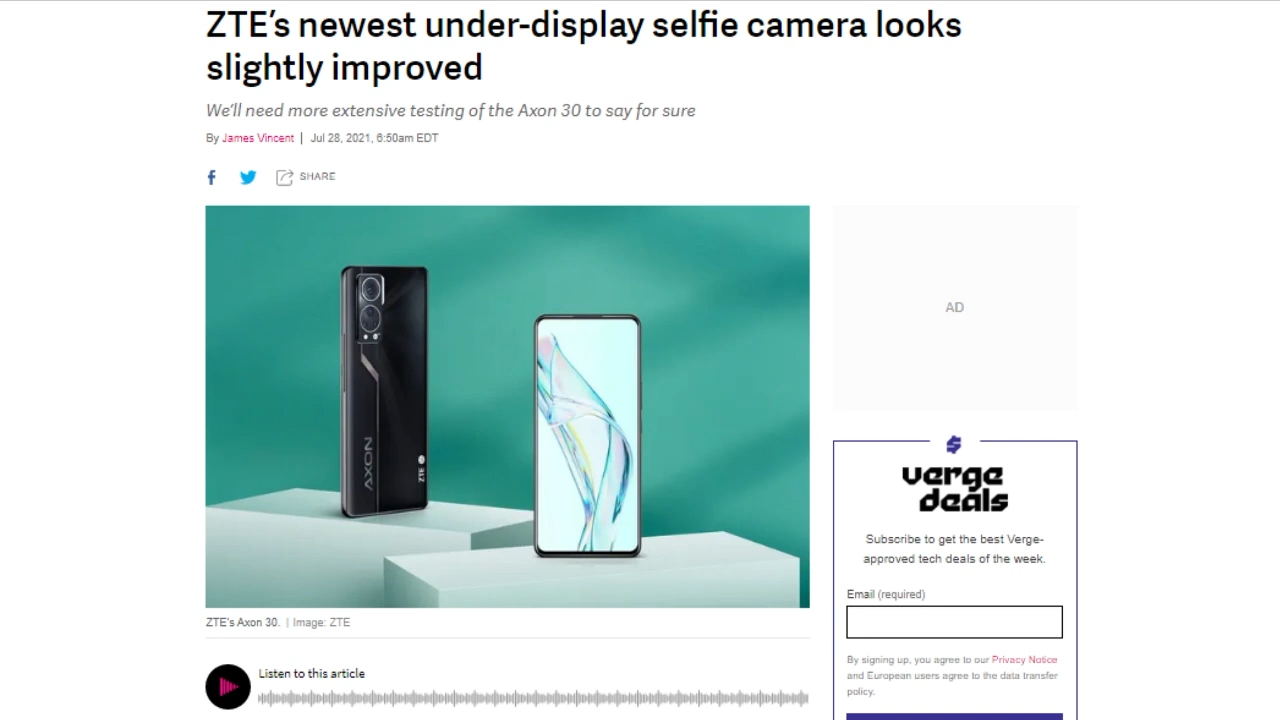 ZTE’s newest under-display selfie camera looks
slightly improved
We’ll need more extensive testing of the Axon 30 to say for sure
By James Vincent | Jul 28, 2021, 6:50am EDT
SHARE
AXON
ZTE
AD
verge
deals
Subscribe to get the best Verge-
approved tech deals of the week.
Email (required)
By signing up, you agree to our Privacy Notice
and European users agree to the data transfer
policy.
ZTE's Axon 30. | Image: ZTE
Listen to this article